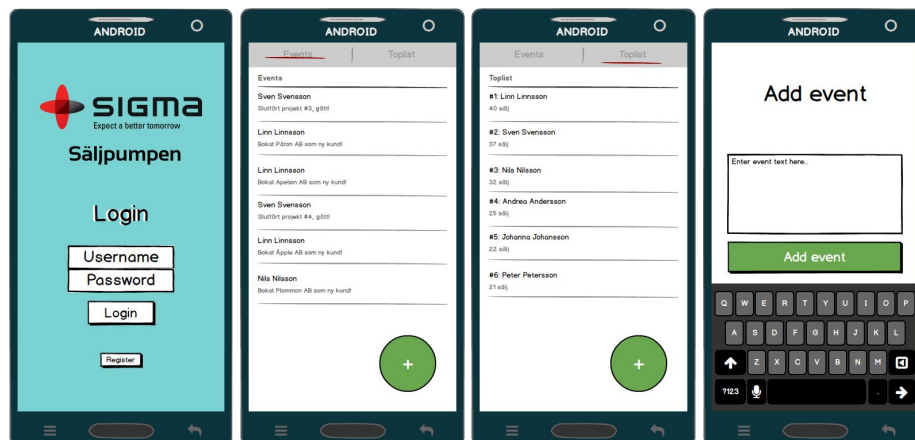 ANDROID
SIGMA
Expect a better tomorrow
Säljpumpen
Login
Username
Password
Login
Register
ANDROID
Events
Toplist
Events
Sven Svensson
Slutfört projekt #3, gött!
Linn Linnsson
Bokat Päron AB som ny kund!
Linn Linnsson
Bokat Apelsin AB som ny kund!
Sven Svensson
Slutfört projekt #4, gött!
Linn Linnsson
Bokat Äpple AB som ny kund!
Nils Nilsson
Bokat Plommon AB som ny kund!
+
ANDROID
Events
Toplist
Toplist
#1: Linn Linnsson
40 sälj
#2: Sven Svensson
37 sälj
#3: Nils Nilsson
32 sälj
#4: Andrea Andersson
25 sälj
#5: Johanna Johansson
22 sälj
#6: Peter Petersson
21 sälj
+
ANDROID
Add event
Enter event text here...
Add event
Q W E R T Y U I O P
A S D F G H J K L
Z X C V B N M
?123 .